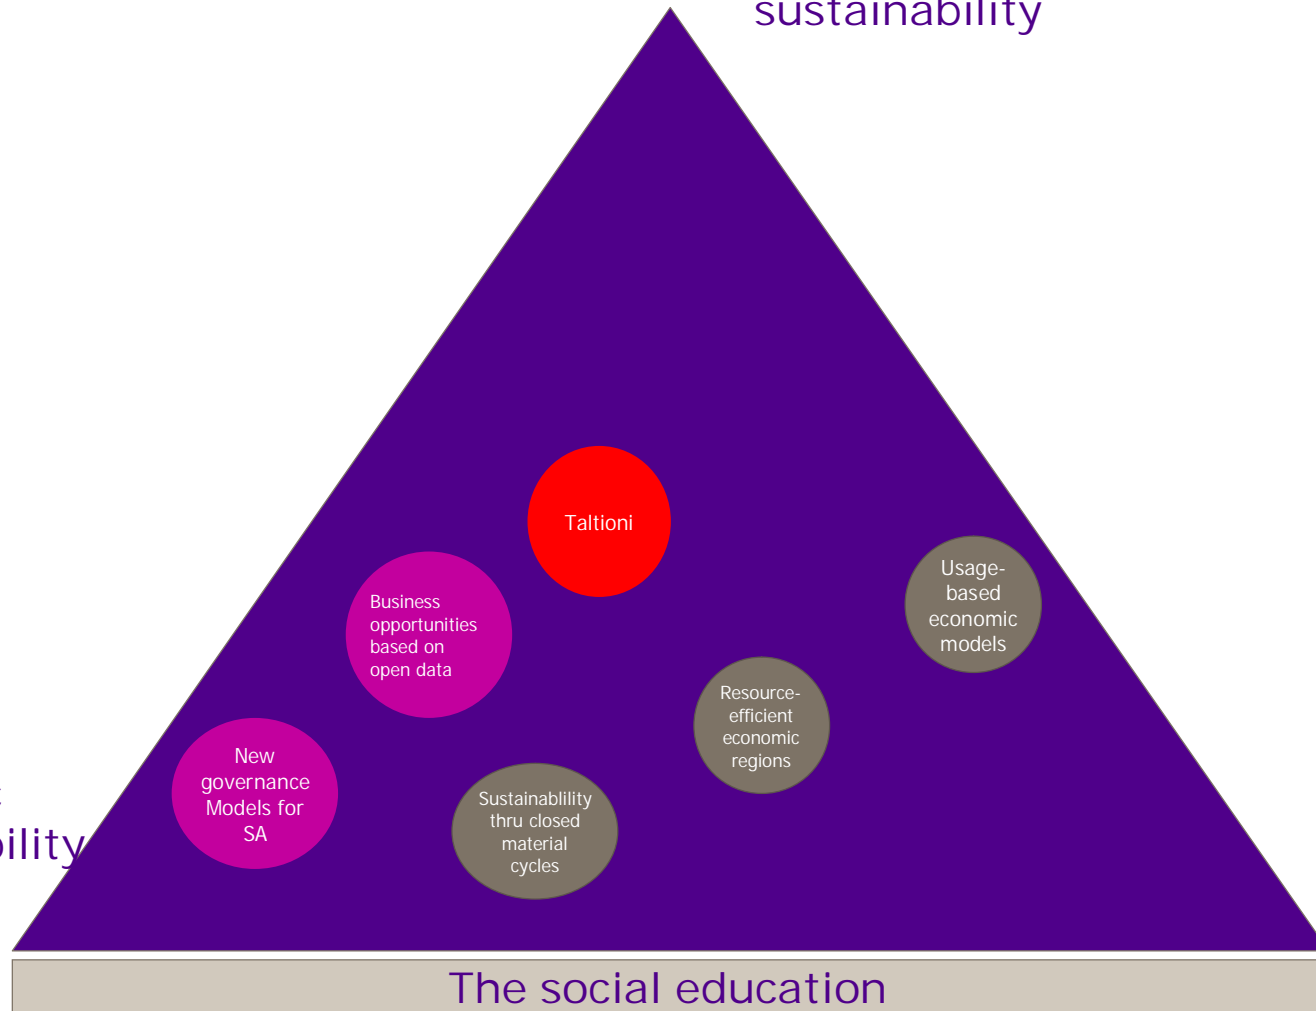 sustainability
Taltioni
Usage-
based
economic
models
Business
opportunities
based on
open data
Resource-
efficient
economic
regions
New
governance
Models for
SA
Sustainablility
thru closed
material
cycles
ility
The social education